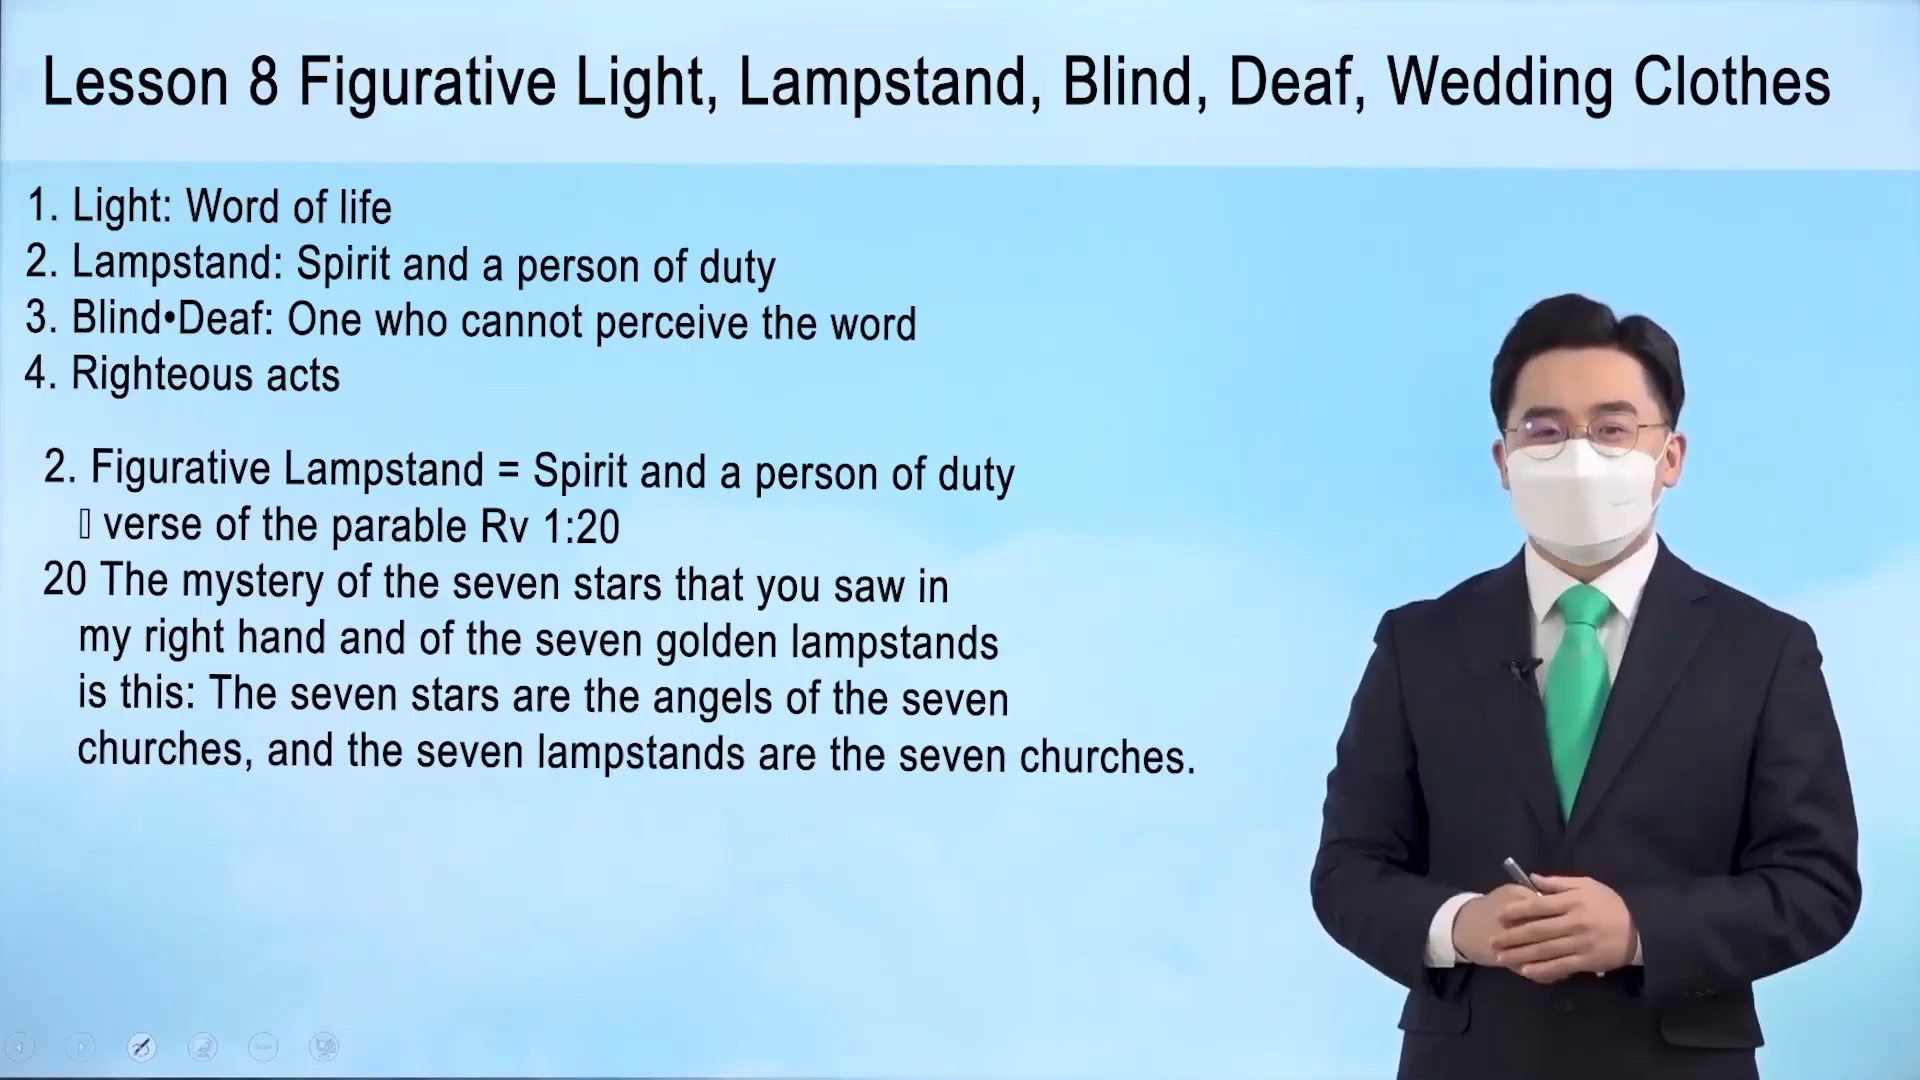 Lesson 8 Figurative Light, Lampstand, Blind, Deaf, Wedding Clothes
1. Light: Word of life
2. Lampstand: Spirit and a person of duty
3. Blind•Deaf: One who cannot perceive the word
4. Righteous acts
2. Figurative Lampstand = Spirit and a person of duty
verse of the parable Rv 1:20
20 The mystery of the seven stars that you saw in
my right hand and of the seven golden lampstands
is this: The seven stars are the angels of the seven
churches, and the seven lampstands are the seven churches.